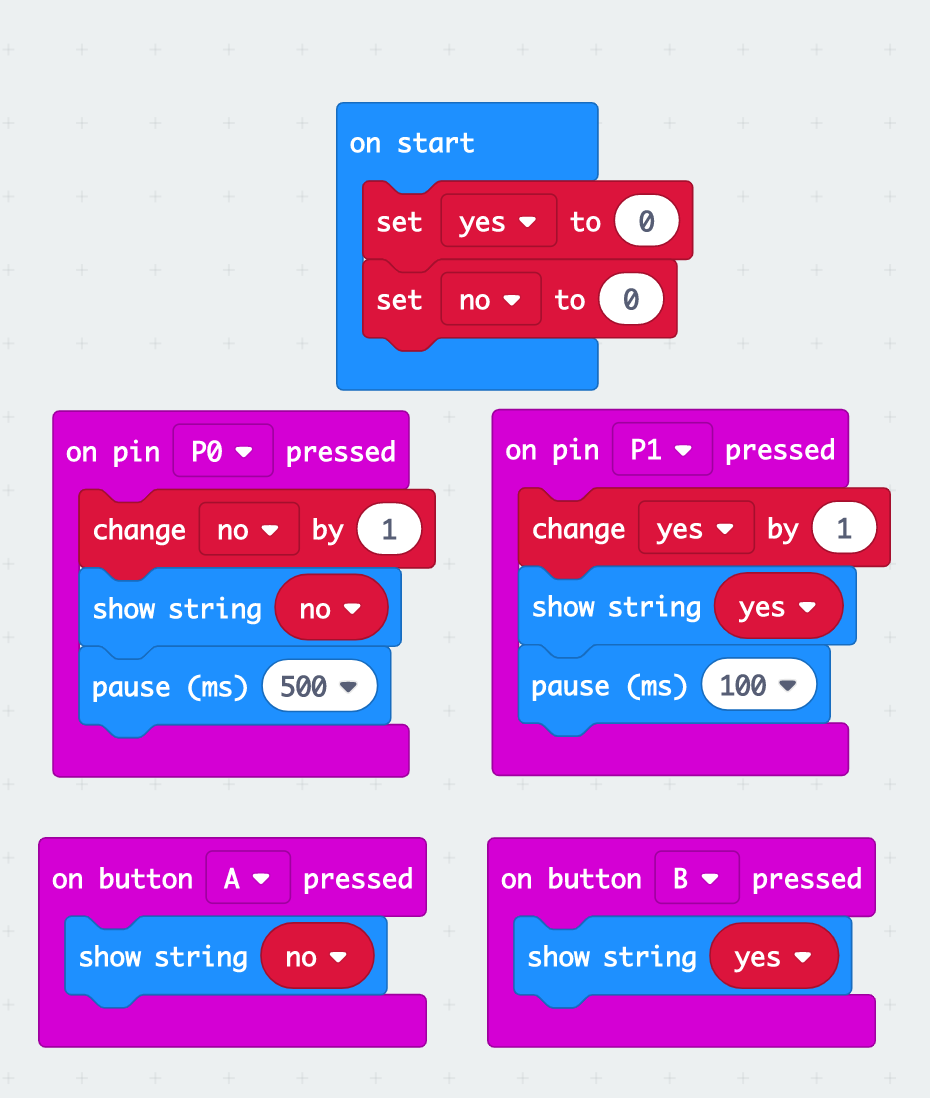 on start
set yes to 0
set no to 0
on pin P0 pressed
change no by 1
show string no
pause (ms) 500
on pin P1 pressed
change yes by 1
show string yes
pause (ms) 100
on button A pressed
show string no
on button B pressed
show string yes